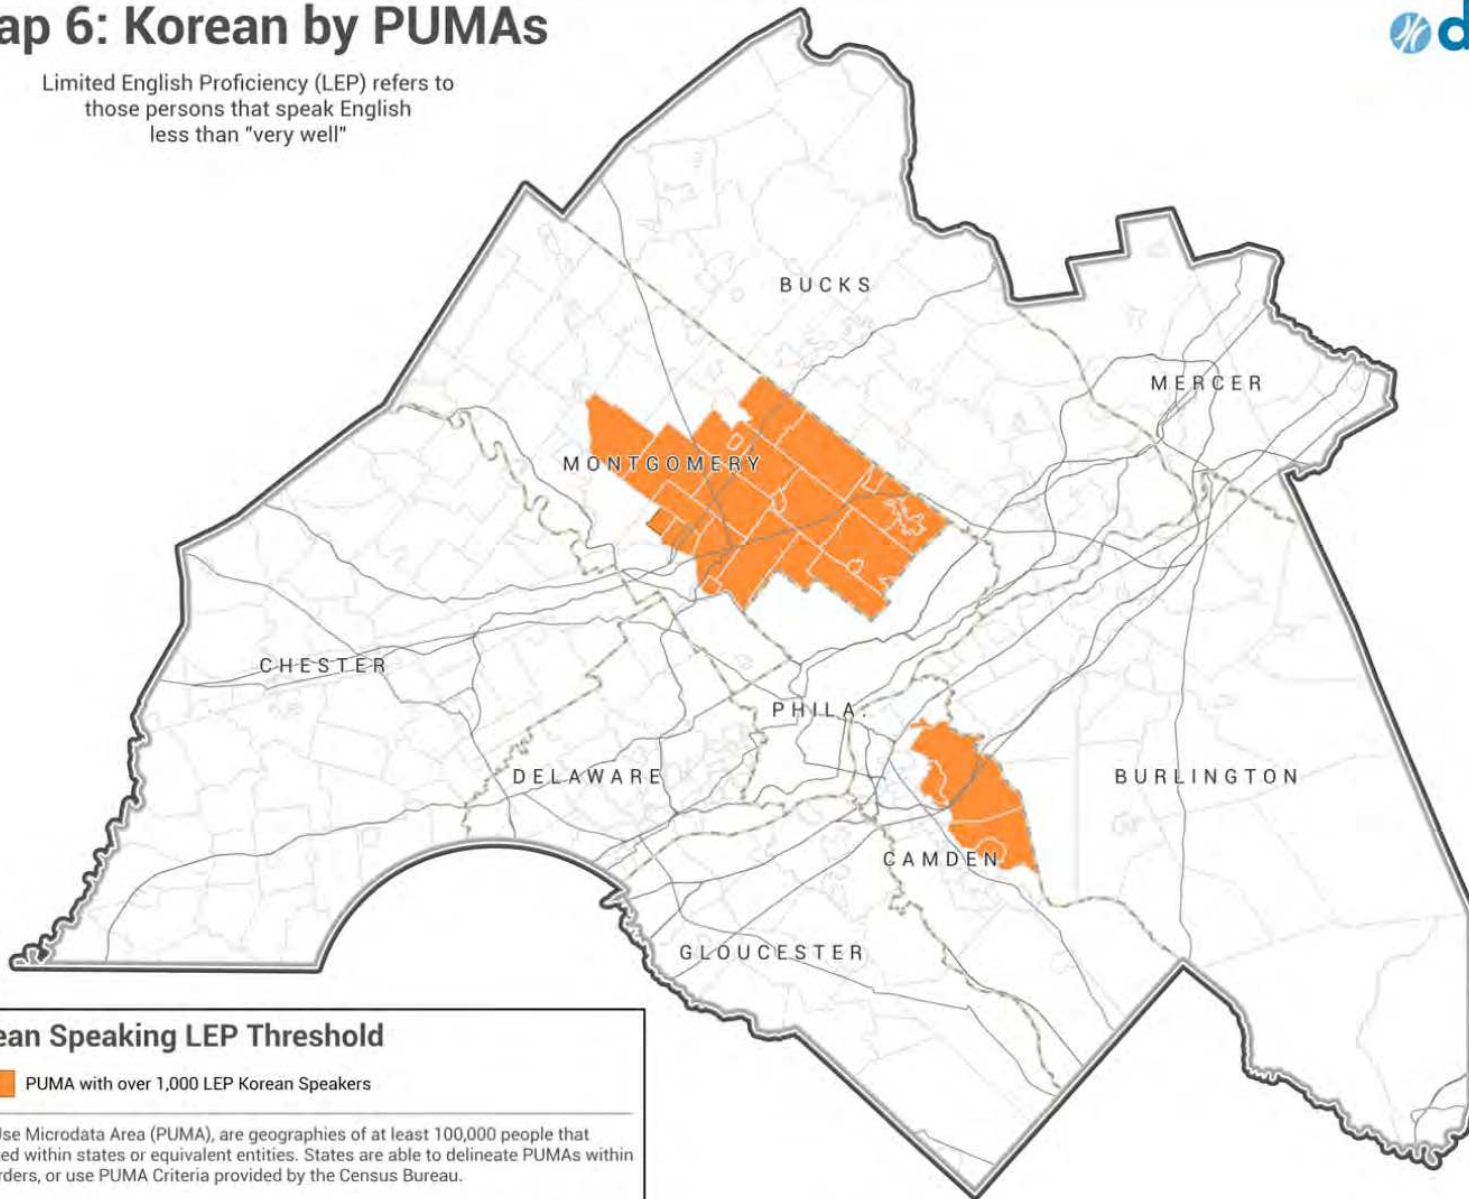 ap 6: Korean by PUMAs
Limited English Proficiency (LEP) refers to
those persons that speak English
less than "very well"
d
BUCKS
MERCER
MONTGOMERY
CHESTER
PHILA.
DELAWARE
BURLINGTON
CAMDEN
GLOUCESTER
ean Speaking LEP Threshold
PUMA with over 1,000 LEP Korean Speakers
Use Microdata Area (PUMA), are geographies of at least 100,000 people that
ed within states or equivalent entities. States are able to delineate PUMAs within
rders, or use PUMA Criteria provided by the Census Bureau.